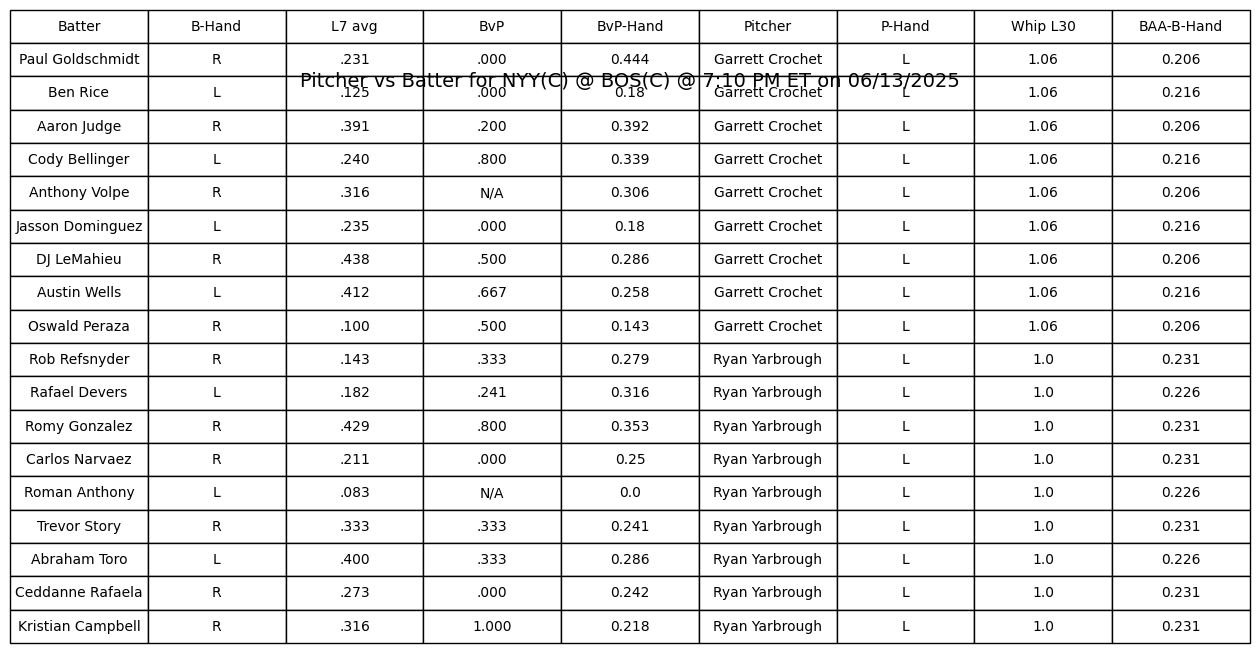 Batter B-Hand L7 avg BvP BvP-Hand Pitcher P-Hand Whip L30 BAA-B-Hand
Paul Goldschmidt R .231 .000 0.444 Garrett Crochet L 1.06 0.206
Pitcher vs Batter for NYY(C) @ BOS(C) @ 7:10 PM ET on 06/13/2025
Ben Rice L .125 .000 0.18 Garrett Crochet L 1.06 0.216
Aaron Judge R .391 .200 0.392 Garrett Crochet L 1.06 0.206
Cody Bellinger L .240 .800 0.339 Garrett Crochet L 1.06 0.216
Anthony Volpe R .316 N/A 0.306 Garrett Crochet L 1.06 0.206
Jasson Dominguez L .235 .000 0.18 Garrett Crochet L 1.06 0.216
DJ LeMahieu R .438 .500 0.286 Garrett Crochet L 1.06 0.206
Austin Wells L .412 .667 0.258 Garrett Crochet L 1.06 0.216
Oswald Peraza R .100 .500 0.143 Garrett Crochet L 1.06 0.206
Rob Refsnyder R .143 .333 0.279 Ryan Yarbrough L 1.0 0.231
Rafael Devers L .182 .241 0.316 Ryan Yarbrough L 1.0 0.226
Romy Gonzalez R .429 .800 0.353 Ryan Yarbrough L 1.0 0.231
Carlos Narvaez R .211 .000 0.25 Ryan Yarbrough L 1.0 0.231
Roman Anthony L .083 N/A 0.0 Ryan Yarbrough L 1.0 0.226
Trevor Story R .333 .333 0.241 Ryan Yarbrough L 1.0 0.231
Abraham Toro L .400 .333 0.286 Ryan Yarbrough L 1.0 0.226
Ceddanne Rafaela R .273 .000 0.242 Ryan Yarbrough L 1.0 0.231
Kristian Campbell R .316 1.000 0.218 Ryan Yarbrough L 1.0 0.231